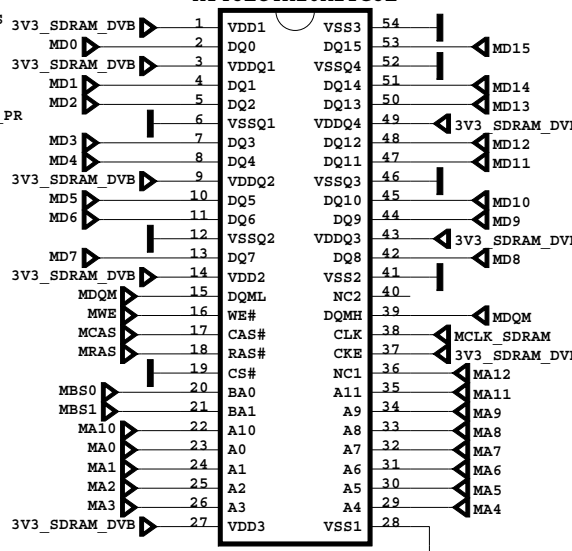 3V3_SDRAM_DVB 1 VDD1 VSS3 54
MD0 2 DQ0 DQ15 53 MD15
3V3_SDRAM_DVB 3 VDDQ1 VSSQ4 52
MD1 4 DQ1 DQ14 51 MD14
MD2 5 DQ2 DQ13 50 MD13
_PR 6 VSSQ1 VDDQ4 49 3V3_SDRAM_DVB
MD3 7 DQ3 DQ12 48 MD12
MD4 8 DQ4 DQ11 47 MD11
3V3_SDRAM_DVB 9 VDDQ2 VSSQ3 46
MD5 10 DQ5 DQ10 45 MD10
MD6 11 DQ6 DQ9 44 MD9
12 VSSQ2 VDDQ3 43 3V3_SDRAM_DVB
MD7 13 DQ7 DQ8 42 MD8
3V3_SDRAM_DVB 14 VDD2 VSS2 41
MDQM 15 DQML NC2 40
MWE 16 WE# DQMH 39 MDQM
MCAS 17 CAS# CLK 38 MCLK_SDRAM
MRAS 18 RAS# CKE 37 3V3_SDRAM_DVB
19 CS# NC1 36 MA12
MBS0 20 BA0 A11 35 MA11
MBS1 21 BA1 A9 34 MA9
MA10 22 A10 A8 33 MA8
MA0 23 A0 A7 32 MA7
MA1 24 A1 A6 31 MA6
MA2 25 A2 A5 30 MA5
MA3 26 A3 A4 29 MA4
3V3_SDRAM_DVB 27 VDD3 VSS1 28